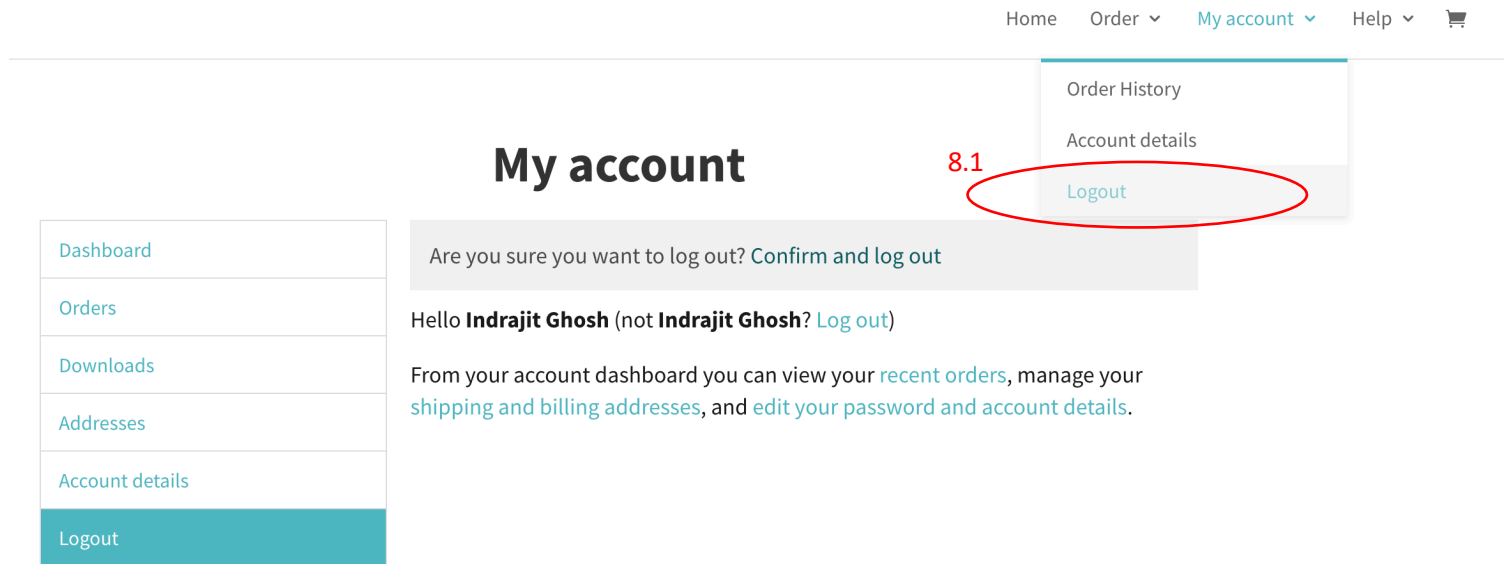 Home Order My account Help
Order History
Account details
8.1
Logout
My account
Dashboard
Orders
Downloads
Addresses
Account details
Logout
Are you sure you want to log out? Confirm and log out
Hello Indrajit Ghosh (not Indrajit Ghosh? Log out)
From your account dashboard you can view your recent orders, manage your
shipping and billing addresses, and edit your password and account details.